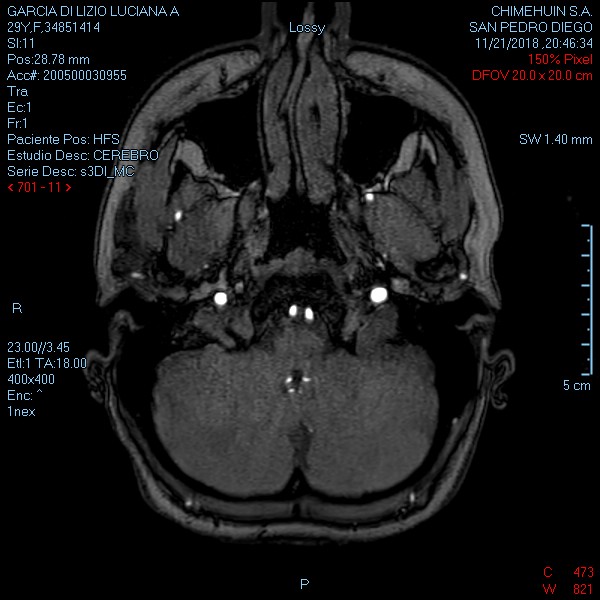 GARCIA DI LIZIO LUCIANA A
29Y,F,34851414
Sl:11
Pos:28.78 mm
Acc#: 200500030955
Tra
Ec:1
Fr:1
Paciente Pos: HFS
Estudio Desc: CEREBRO
Serie Desc: s3DI_MC
< 701 - 11 >
Lossy
CHIMEHUIN S.A.
SAN PEDRO DIEGO
11/21/2018 ,20:46:34
150% Pixel
DFOV 20.0 x 20.0 cm
SW 1.40 mm
R
23.00//3.45
Etl:1 TA:18.00
400x400
Enc: ^
1nex
5 cm
P
C 473
W 821